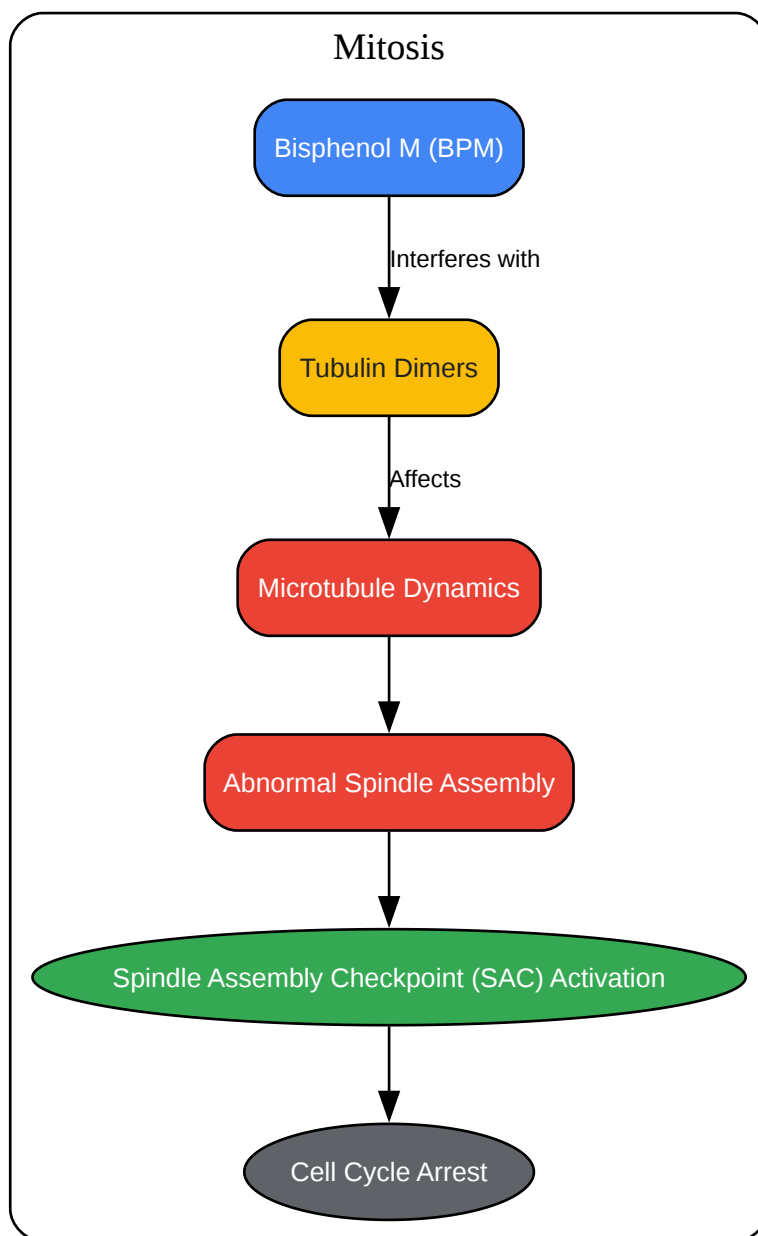 Mitosis
Bisphenol M (BPM)
Interferes with
Tubulin Dimers
Affects
Microtubule Dynamics
Abnormal Spindle Assembly
Spindle Assembly Checkpoint (SAC) Activation
Cell Cycle Arrest